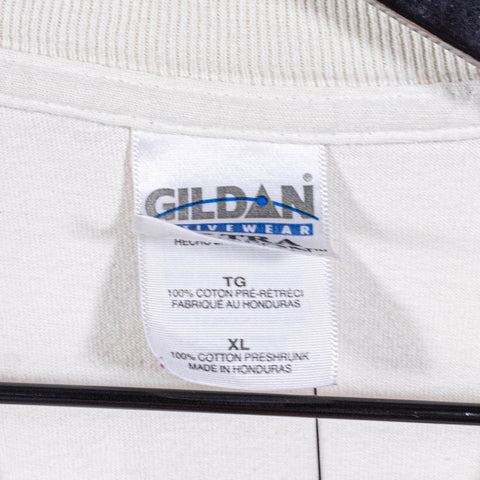 GILDAN
TG
100% COTON PRÉ-RÉTRÉCI
FABRIQUÉ AU HONDURAS
XL
100% COTTON PRESHRUNK
MADE IN HONDURAS